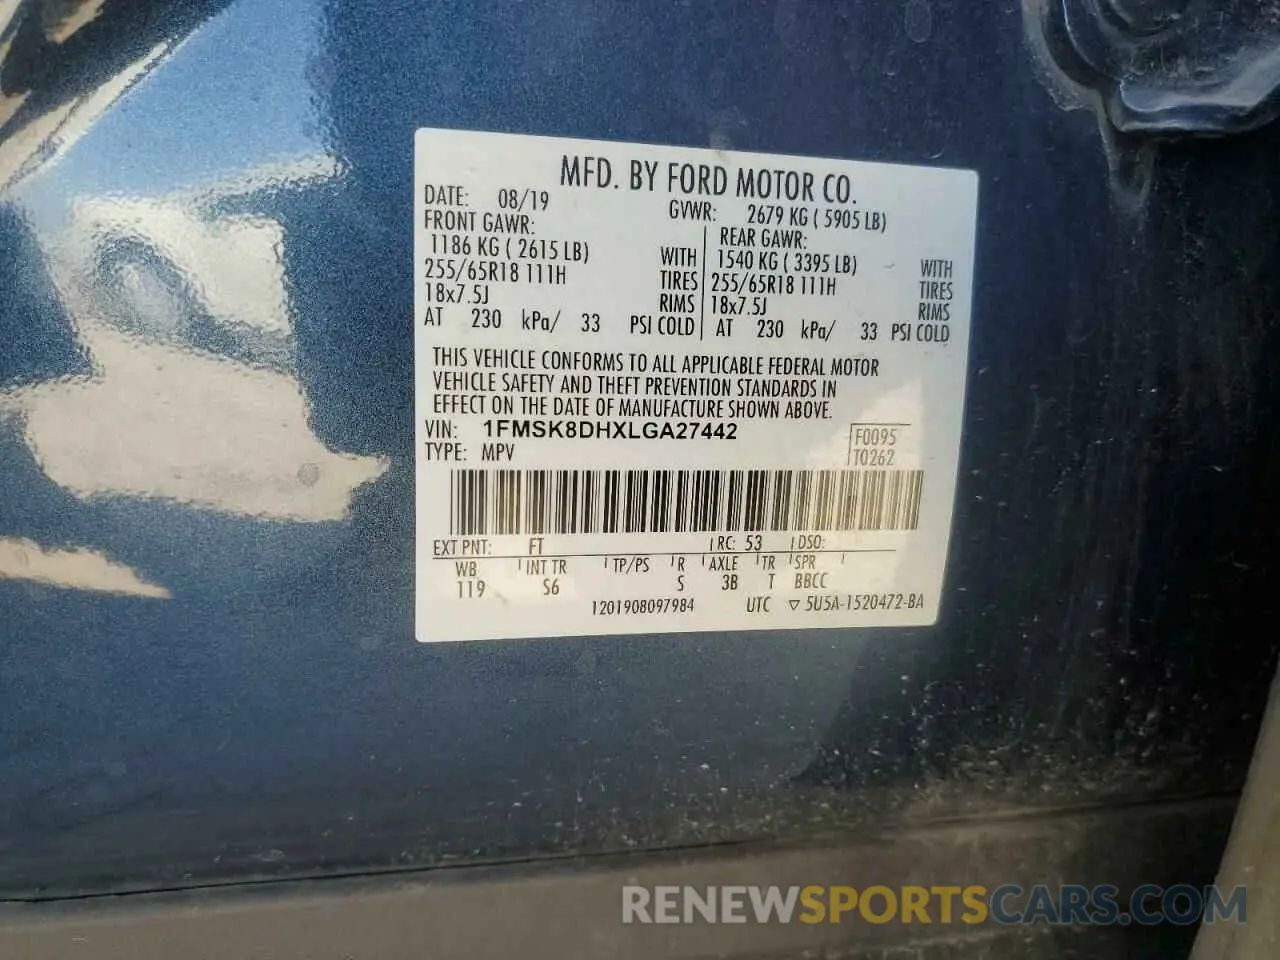 MFD. BY FORD MOTOR CO.
DATE: 08/19 GVWR: 2679 KG ( 5905 LB)
FRONT GAWR: REAR GAWR:
1186 KG ( 2615 LB) WITH 1540 KG ( 3395 LB) WITH
255/65R18 111H TIRES 255/65R18 111H TIRES
18x7.5J RIMS 18x7.5J RIMS
AT 230 kPa/ 33 PSI COLD AT 230 kPa/ 33 PSI COLD
THIS VEHICLE CONFORMS TO ALL APPLICABLE FEDERAL MOTOR
VEHICLE SAFETY AND THEFT PREVENTION STANDARDS IN
EFFECT ON THE DATE OF MANUFACTURE SHOWN ABOVE.
VIN: 1FMSK8DHXLGA27442 F0095
TYPE: MPV T0262
EXT PNT: FT RC: 53 DSO:
WB INT TR TP/PS R AXLE TR SPR
119 S6 S 3B T BBCC
1201908097984 UTC ▽ 5U5A-1520472-BA
RENEWSPORTSCARS.COM